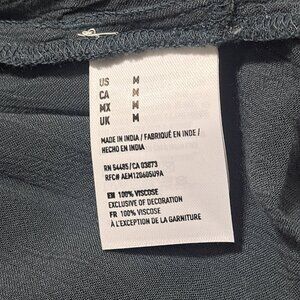 US M
CA M
MX M
UK M
MADE IN INDIA / FABRIQUÉ EN INDE /
HECHO EN INDIA
RN 54485/CA 03873
RFC# AEM120605U9A
EN 100% VISCOSE
EXCLUSIVE OF DECORATION
FR 100% VISCOSE
À L'EXCEPTION DE LA GARNITURE